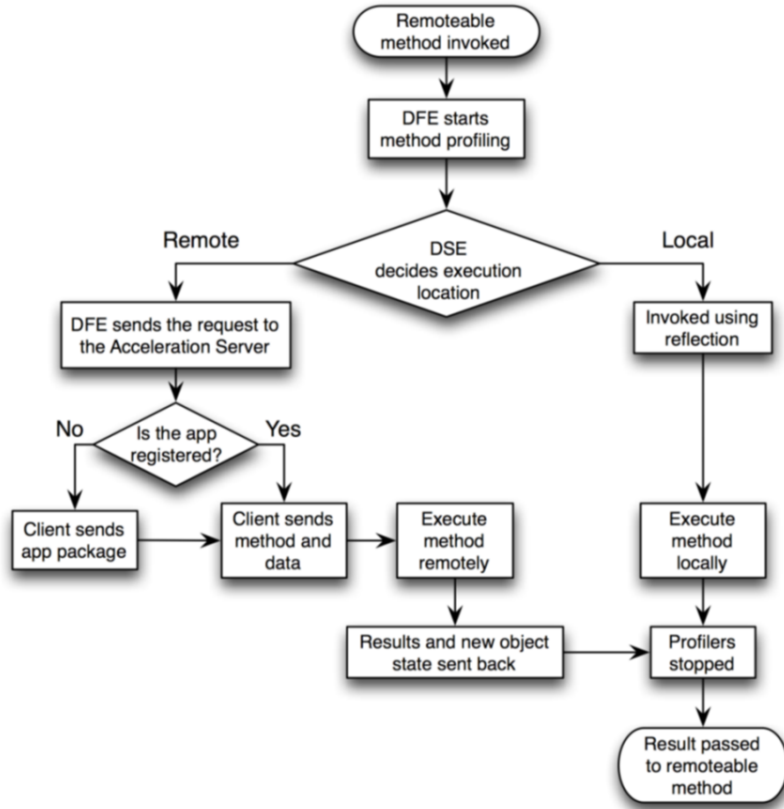 Remoteable
method invoked
DFE starts
method profiling
DSE
decides execution
location
Remote
Local
DFE sends the request to
the Acceleration Server
Invoked using
reflection
Is the app
registered?
No
Yes
Client sends
app package
Client sends
method and
data
Execute
method
remotely
Execute
method
locally
Results and new object
state sent back
Profilers
stopped
Result passed
to remoteable
method